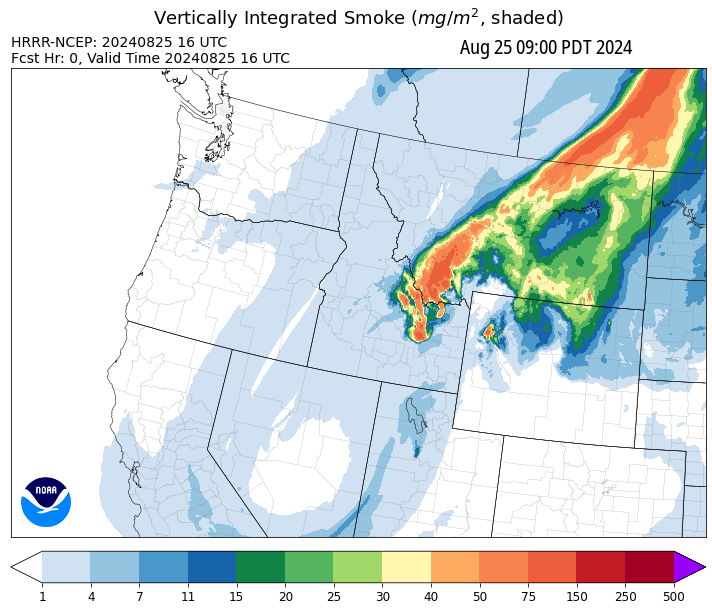 Vertically Integrated Smoke (mg/m², shaded)
HRRR-NCEP: 20240825 16 UTC
Aug 25 09:00 PDT 2024
Fcst Hr: 0, Valid Time 20240825 16 UTC
NOAA
1 4 7 11 15 20 25 30 40 50 75 150 250 500